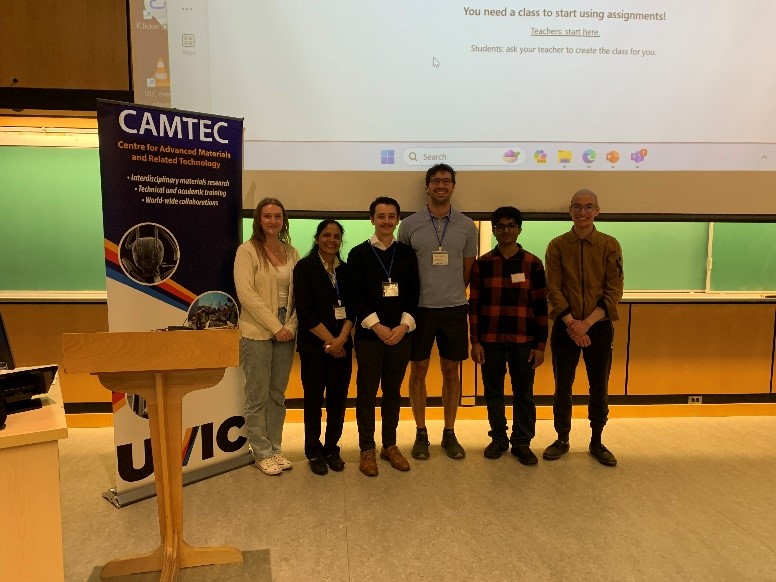 You need a class to start using assignments!
Teachers: start here.
Students: ask your teacher to create the class for you.
Apps
Search
CAMTEC
Centre for Advanced Materials
and Related Technology
• Interdisciplinary materials research
• Technical and academic training
• World-wide collaborations
UVIC